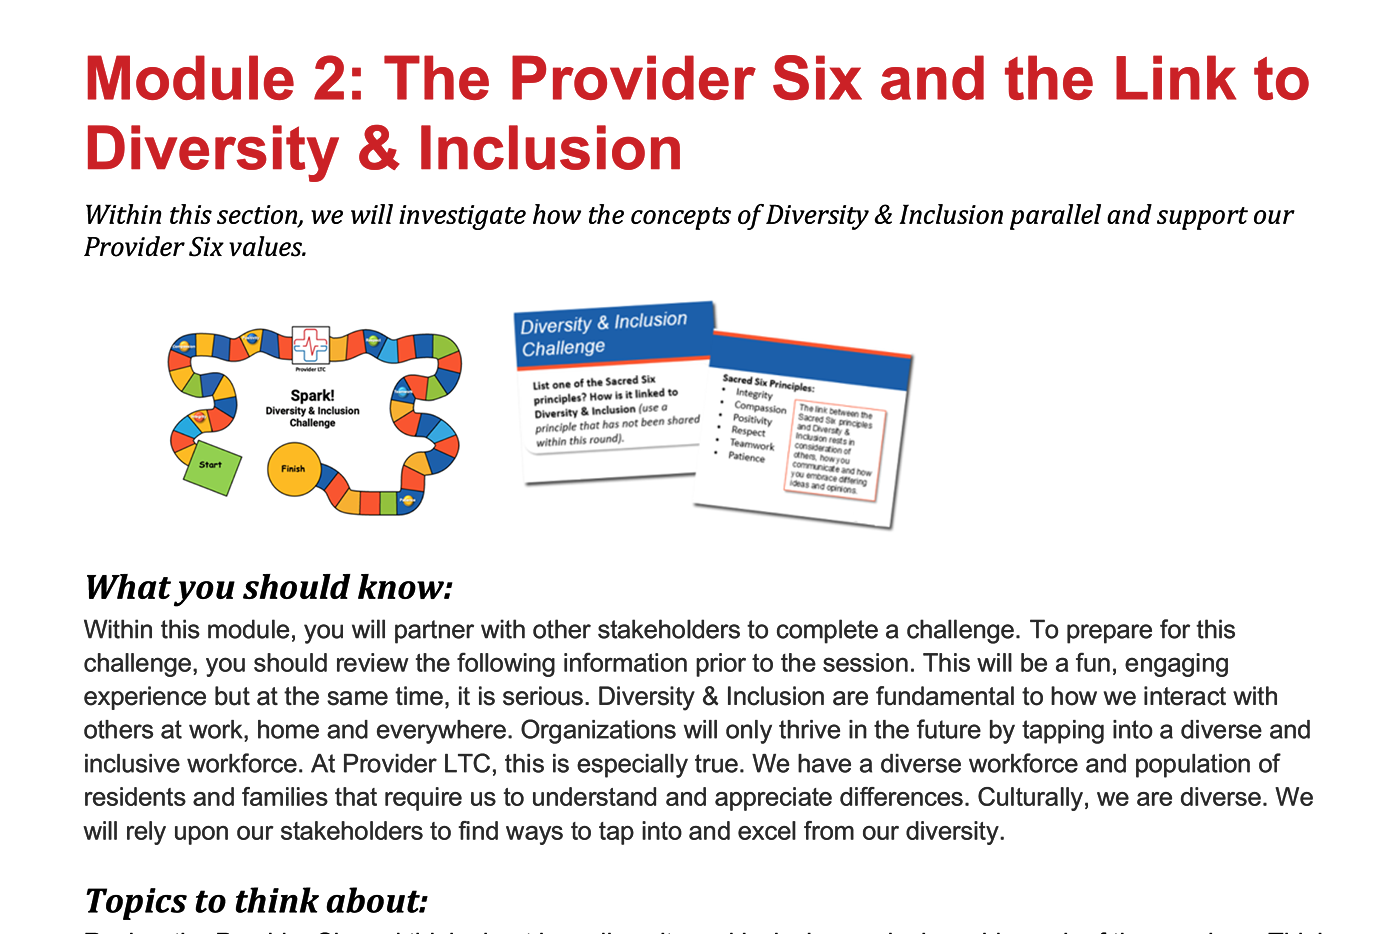 Module 2: The Provider Six and the Link to
Diversity & Inclusion
Within this section, we will investigate how the concepts of Diversity & Inclusion parallel and support our
Provider Six values.
Provider LTC
Spark!
Diversity & Inclusion
Challenge
Start
Finish
Diversity & Inclusion
Challenge
List one of the Sacred Six
principles? How is it linked to
Diversity & Inclusion (use a
principle that has not been shared
within this round).
Sacred Six Principles:
• Integrity
• Compassion
• Positivity
• Respect
• Teamwork
• Patience
The link between the
Sacred Six principles
and Diversity &
Inclusion rests in
consideration of
others, how you
communicate and how
you embrace differing
ideas and opinions.
What you should know:
Within this module, you will partner with other stakeholders to complete a challenge. To prepare for this
challenge, you should review the following information prior to the session. This will be a fun, engaging
experience but at the same time, it is serious. Diversity & Inclusion are fundamental to how we interact with
others at work, home and everywhere. Organizations will only thrive in the future by tapping into a diverse and
inclusive workforce. At Provider LTC, this is especially true. We have a diverse workforce and population of
residents and families that require us to understand and appreciate differences. Culturally, we are diverse. We
will rely upon our stakeholders to find ways to tap into and excel from our diversity.
Topics to think about: